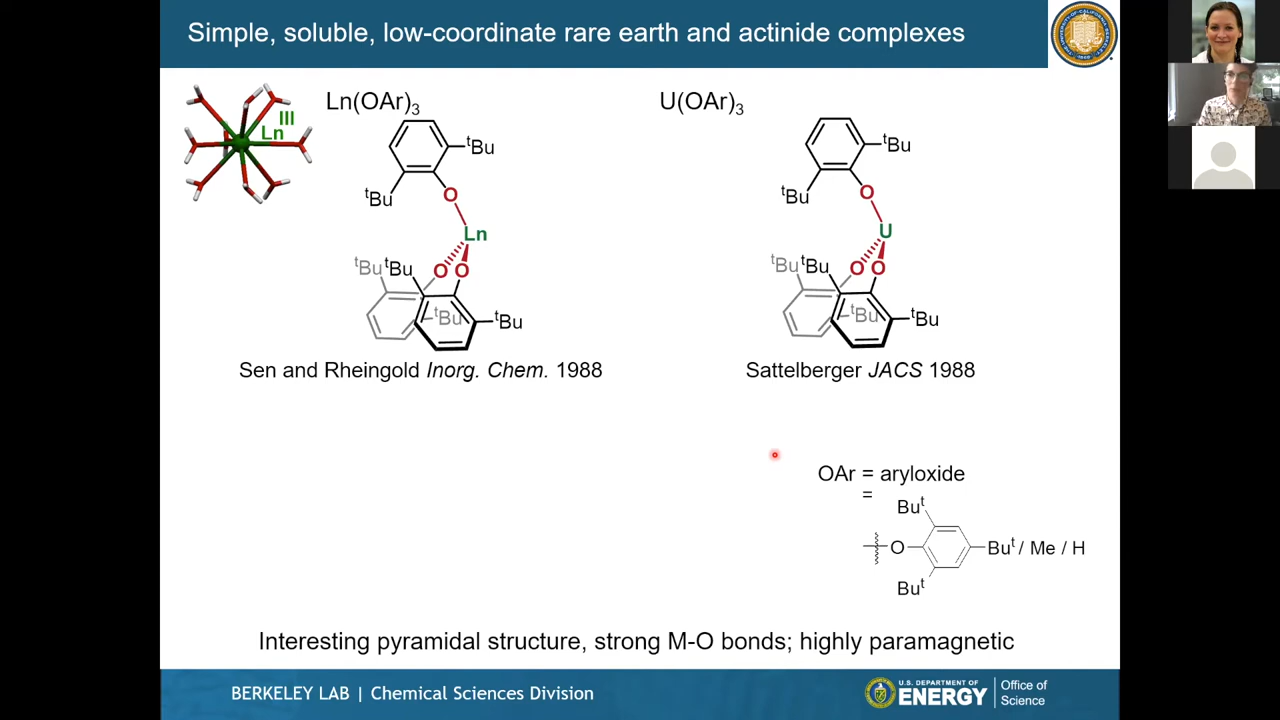 Simple, soluble, low-coordinate rare earth and actinide complexes
Ln(OAr)₃
U(OAr)₃
III
Ln
ᵗBu
ᵗBu
O
Ln
ᵗBu
ᵗBu
O
O
ᵗBu
ᵗBu
ᵗBu
ᵗBu
O
U
ᵗBu
ᵗBu
O
O
ᵗBu
ᵗBu
Sen and Rheingold Inorg. Chem. 1988
Sattelberger JACS 1988
OAr = aryloxide
=
Buᵗ
O
Buᵗ / Me / H
Buᵗ
Interesting pyramidal structure, strong M-O bonds; highly paramagnetic
BERKELEY LAB | Chemical Sciences Division
U.S. DEPARTMENT OF
ENERGY
Office of
Science